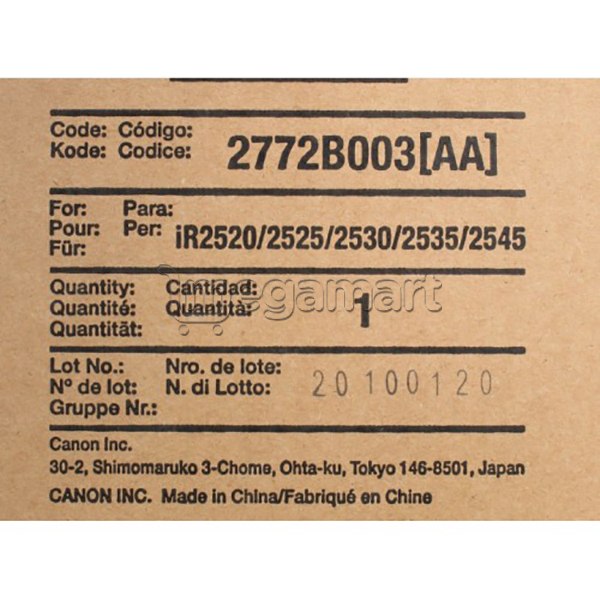 Code: Código:
Kode: Codice: 2772B003[AA]
For: Para:
Pour: Per: iR2520/2525/2530/2535/2545
Für:
Quantity: Cantidad:
Quantité: Quantità: 1
Quantität:
megamart
Lot No.: Nro. de lote:
Nº de lot: N. di Lotto: 20100120
Gruppe Nr.:
Canon Inc.
30-2, Shimomaruko 3-Chome, Ohta-ku, Tokyo 146-8501, Japan
CANON INC. Made in China/Fabriqué en Chine